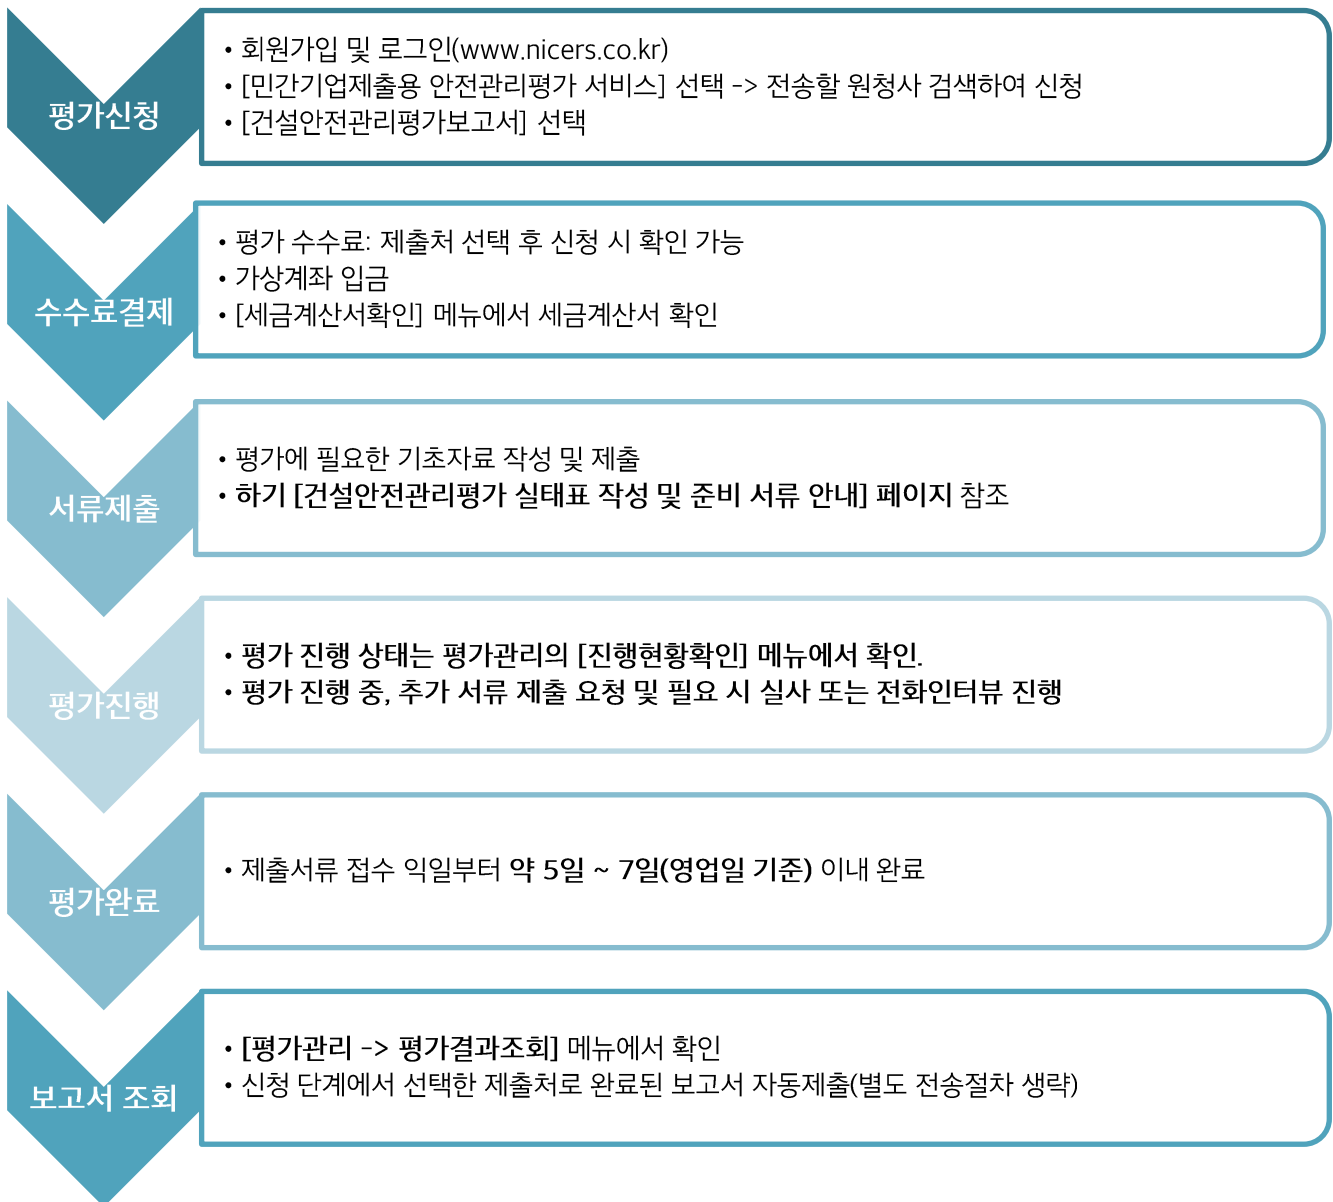 평가신청
• 회원가입 및 로그인(www.nicers.co.kr)
• [민간기업제출용 안전관리평가 서비스] 선택 -> 전송할 원청사 검색하여 신청
• [건설안전관리평가보고서] 선택
수수료결제
• 평가 수수료: 제출처 선택 후 신청 시 확인 가능
• 가상계좌 입금
• [세금계산서확인] 메뉴에서 세금계산서 확인
서류제출
• 평가에 필요한 기초자료 작성 및 제출
• 하기 [건설안전관리평가 실태표 작성 및 준비 서류 안내] 페이지 참조
평가진행
• 평가 진행 상태는 평가관리의 [진행현황확인] 메뉴에서 확인.
• 평가 진행 중, 추가 서류 제출 요청 및 필요 시 실사 또는 전화인터뷰 진행
평가완료
• 제출서류 접수 익일부터 약 5일 ~ 7일(영업일 기준) 이내 완료
보고서 조회
• [평가관리 -> 평가결과조회] 메뉴에서 확인
• 신청 단계에서 선택한 제출처로 완료된 보고서 자동제출(별도 전송절차 생략)